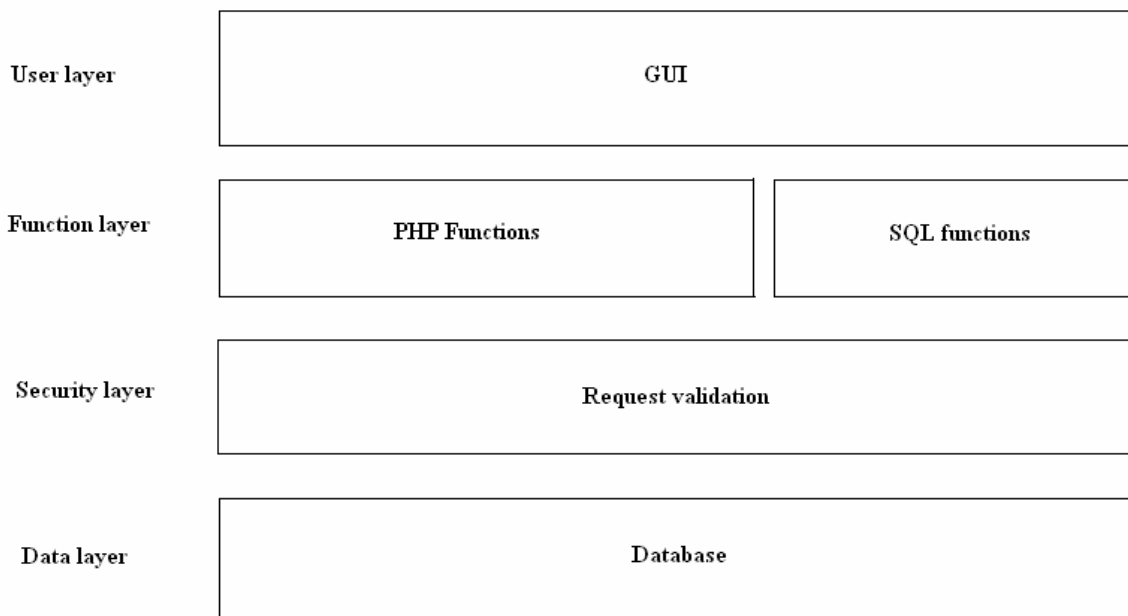 User layer
GUI
Function layer
PHP Functions
SQL functions
Security layer
Request validation
Data layer
Database